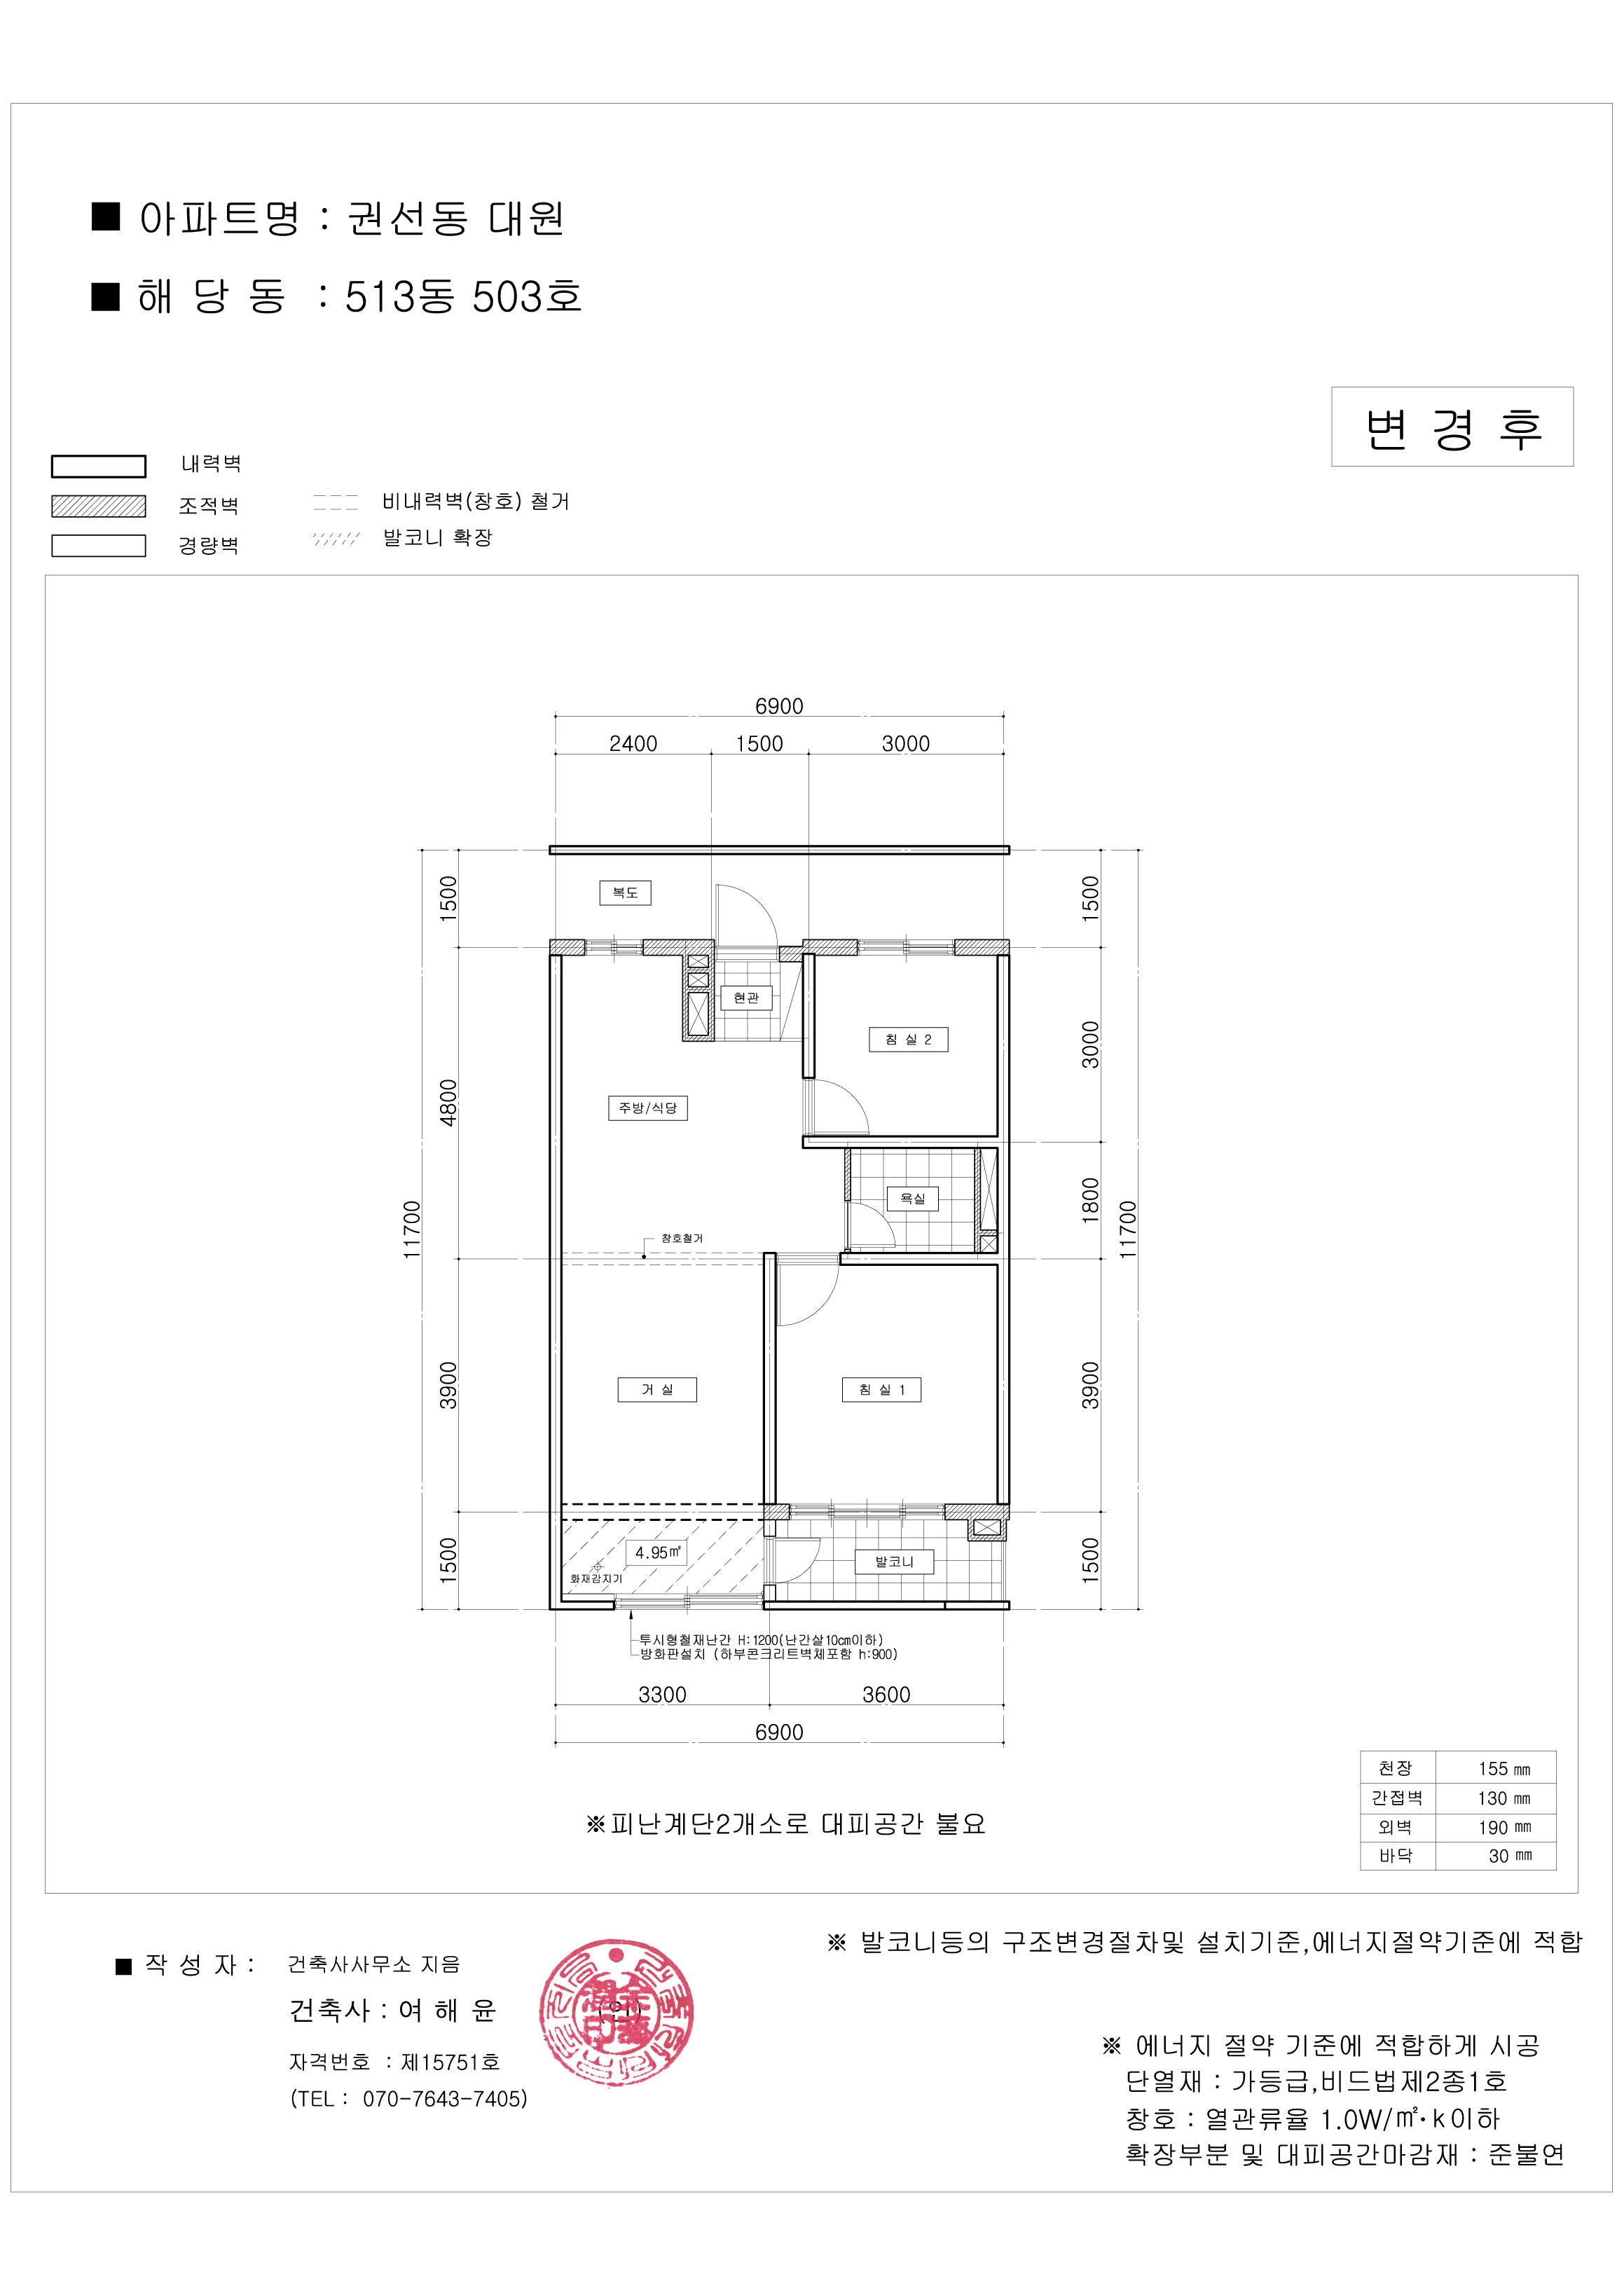 ■ 아파트명 : 권선동 대원
■ 해 당 동 : 513동 503호
변 경 후
내력벽
조적벽
경량벽
비내력벽(창호) 철거
발코니 확장
6900
2400 1500 3000
복도
현관
침 실 2
주방/식당
욕실
창호철거
거 실
침 실 1
4.95㎡
화재감지기
발코니
1500
4800
3900
1500
11700
1500
3000
1800
3900
1500
11700
투시형철재난간 H:1200(난간살10㎝이하)
방화판설치 (하부콘크리트벽체포함 h:900)
3300 3600
6900
※피난계단2개소로 대피공간 불요
천장 155 ㎜
간접벽 130 ㎜
외벽 190 ㎜
바닥 30 ㎜
■ 작 성 자 : 건축사사무소 지음
건축사 : 여 해 윤 (인)
자격번호 : 제15751호
(TEL : 070-7643-7405)
※ 발코니등의 구조변경절차및 설치기준,에너지절약기준에 적합
※ 에너지 절약 기준에 적합하게 시공
단열재 : 가등급,비드법제2종1호
창호 : 열관류율 1.0W/㎡·k이하
확장부분 및 대피공간마감재 : 준불연